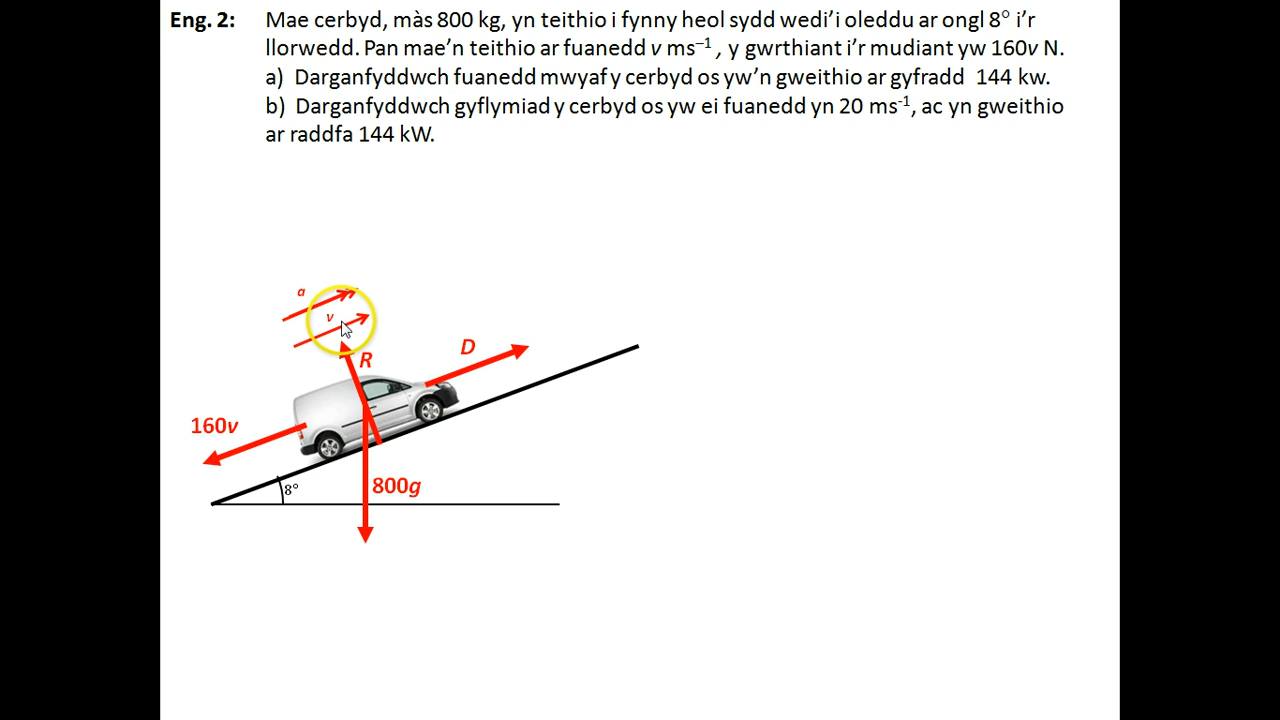 Eng. 2: Mae cerbyd, màs 800 kg, yn teithio i fynny heol sydd wedi’i oleddu ar ongl 8° i’r
llorwedd. Pan mae’n teithio ar fuanedd v ms⁻¹ , y gwrthiant i’r mudiant yw 160v N.
a) Darganfyddwch fuanedd mwyaf y cerbyd os yw’n gweithio ar gyfradd 144 kw.
b) Darganfyddwch gyflymiad y cerbyd os yw ei fuanedd yn 20 ms⁻¹, ac yn gweithio
ar raddfa 144 kW.
a
v
R
D
160v
8°
800g